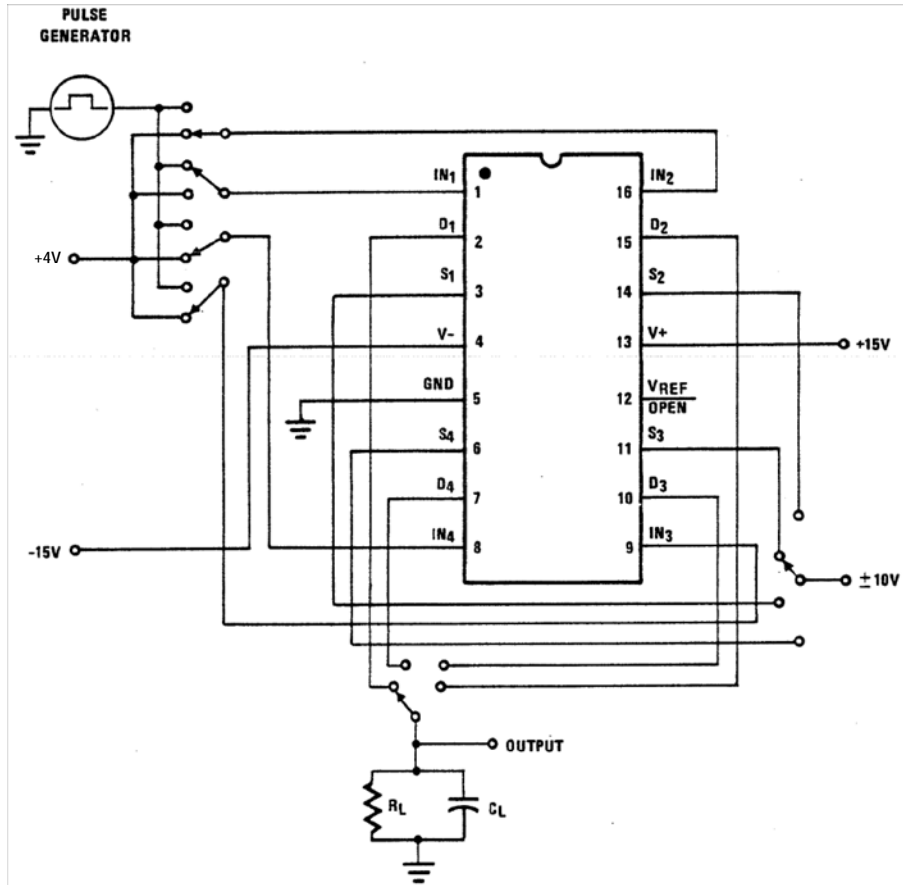 PULSE
GENERATOR
+4V
-15V
IN1
1
D1
2
S1
3
V-
4
GND
5
S4
6
D4
7
IN4
8
IN2
16
D2
15
S2
14
V+
13
VREF
12
OPEN
S3
11
D3
10
IN3
9
+15V
±10V
OUTPUT
RL
CL